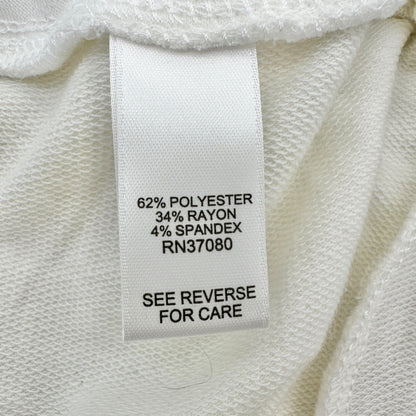 62% POLYESTER
34% RAYON
4% SPANDEX
RN37080
SEE REVERSE
FOR CARE